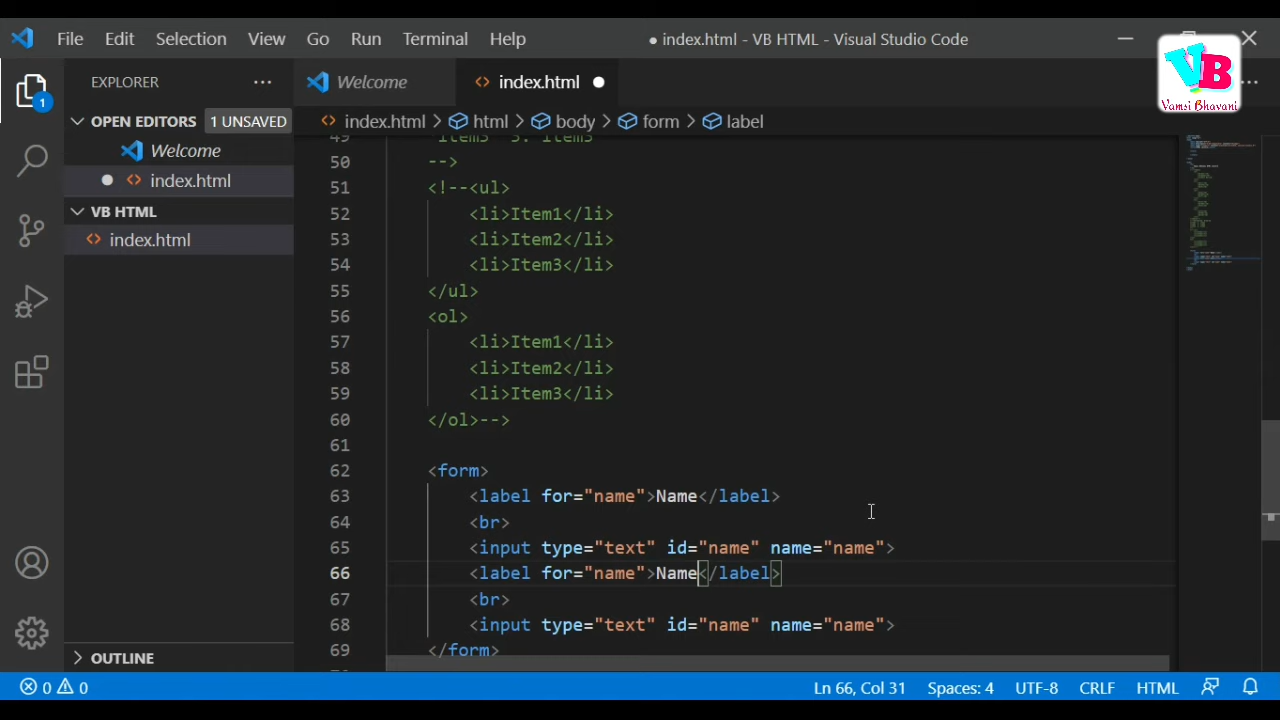 File Edit Selection View Go Run Terminal Help
● index.html - VB HTML - Visual Studio Code
VB
Vamsi Bhavani
EXPLORER
Welcome
index.html
OPEN EDITORS 1 UNSAVED
index.html > html > body > form > label
Welcome
index.html
VB HTML
index.html
1
49 Item3 3. Item3
50 -->
51 <!--<ul>
52 <li>Item1</li>
53 <li>Item2</li>
54 <li>Item3</li>
55 </ul>
56 <ol>
57 <li>Item1</li>
58 <li>Item2</li>
59 <li>Item3</li>
60 </ol>-->
61
62 <form>
63 <label for="name">Name</label>
64 <br>
65 <input type="text" id="name" name="name">
66 <label for="name">Name</label>
67 <br>
68 <input type="text" id="name" name="name">
69 </form>
OUTLINE
0 0
Ln 66, Col 31 Spaces: 4 UTF-8 CRLF HTML